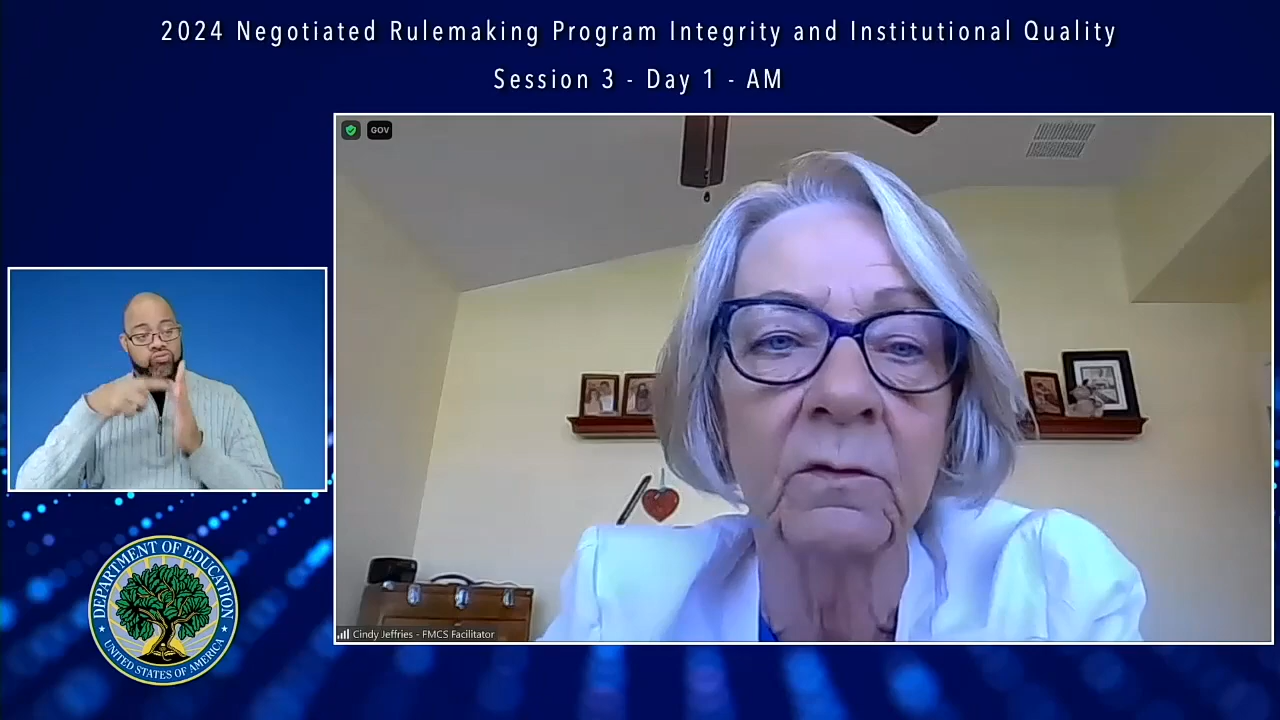 2024 Negotiated Rulemaking Program Integrity and Institutional Quality
Session 3 - Day 1 - AM
GOV
Cindy Jeffries - FMCS Facilitator
DEPARTMENT OF EDUCATION
UNITED STATES OF AMERICA